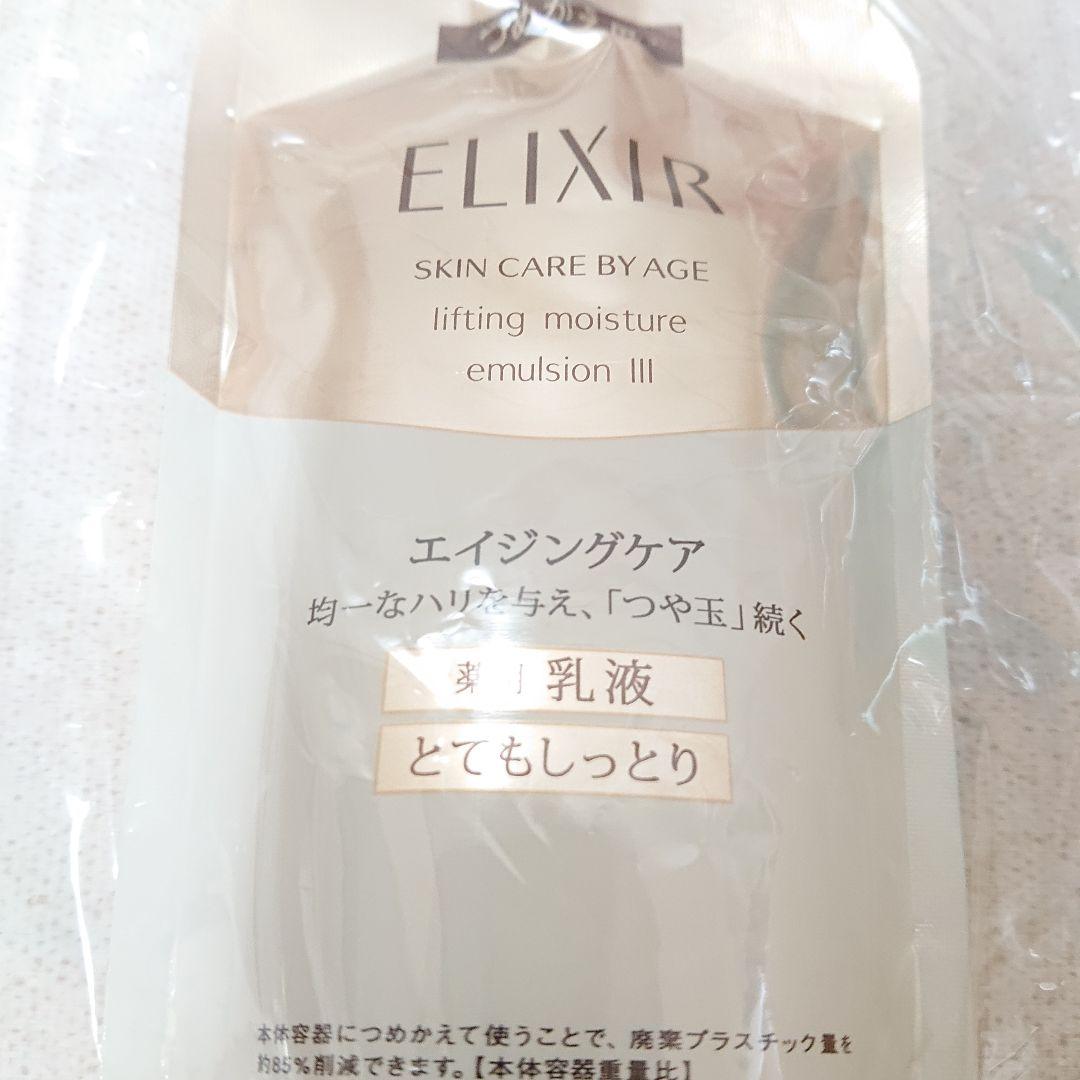 ELIXIR
SKIN CARE BY AGE
lifting moisture
emulsion III
エイジングケア
均一なハリを与え、「つや玉」続く
乳液
とてもしっとり
本体容器につめかえて使うことで、廃棄プラスチック量を
約85%削減できます。【本体容器重量比】